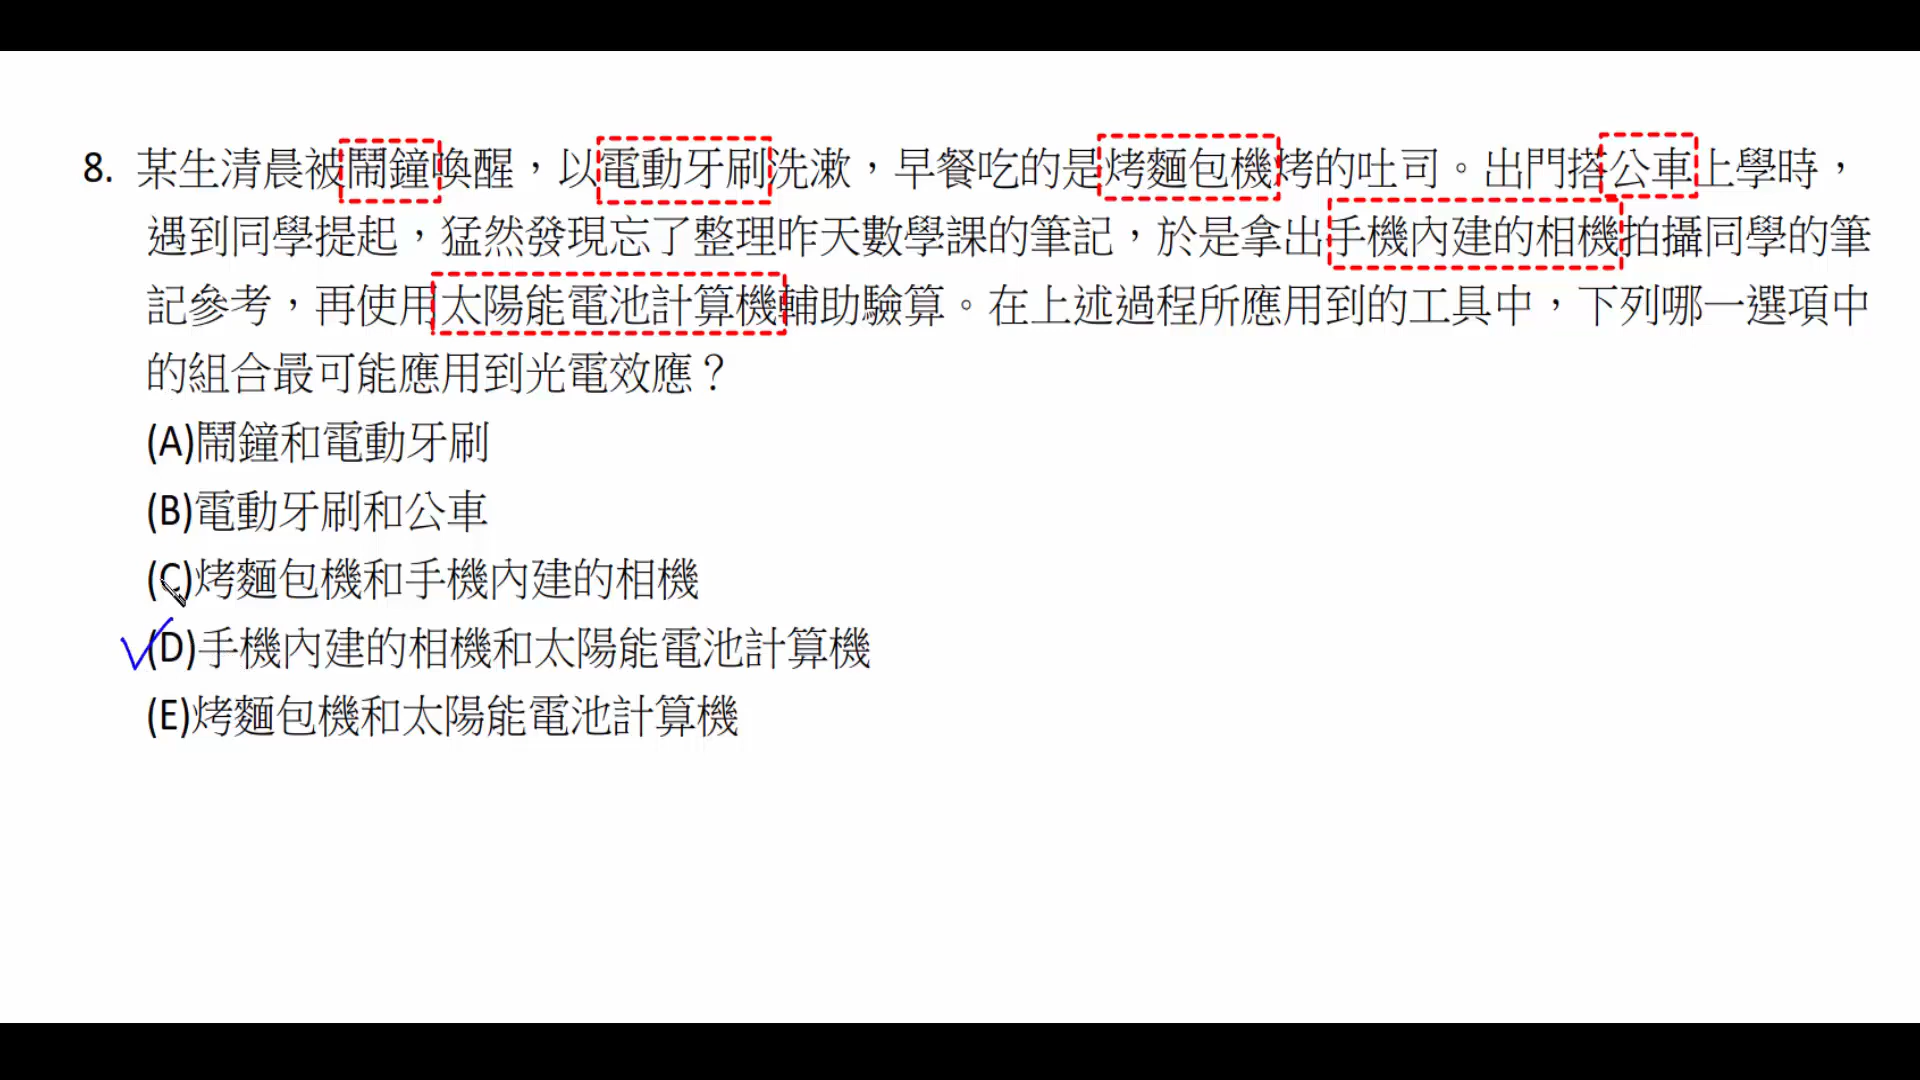 8. 某生清晨被鬧鐘喚醒，以電動牙刷洗漱，早餐吃的是烤麵包機烤的吐司。出門搭公車上學時，
遇到同學提起，猛然發現忘了整理昨天數學課的筆記，於是拿出手機內建的相機拍攝同學的筆
記參考，再使用太陽能電池計算機輔助驗算。在上述過程所應用到的工具中，下列哪一選項中
的組合最可能應用到光電效應？
(A)鬧鐘和電動牙刷
(B)電動牙刷和公車
(C)烤麵包機和手機內建的相機
(D)手機內建的相機和太陽能電池計算機
(E)烤麵包機和太陽能電池計算機